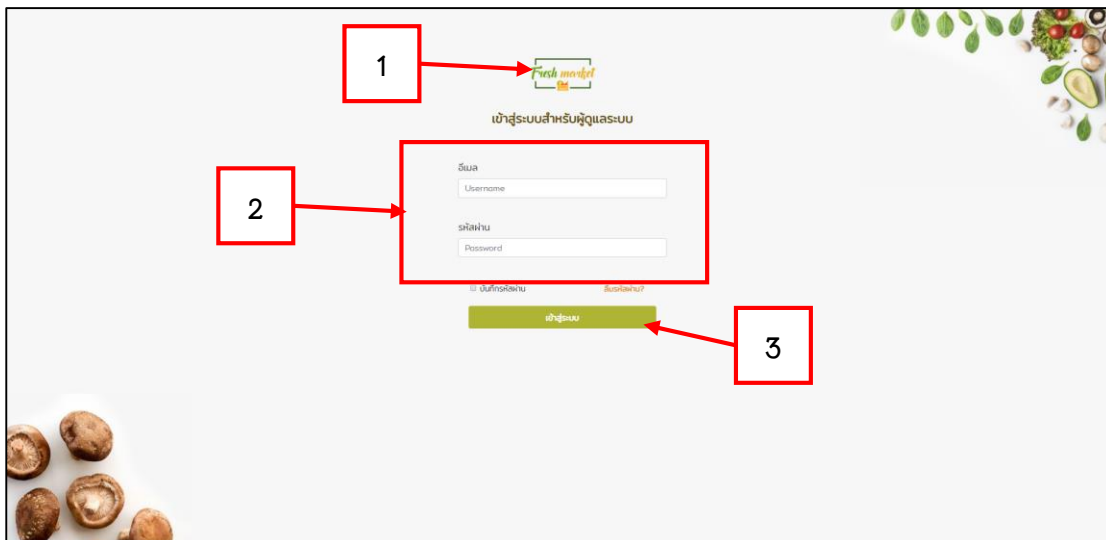 1
Fresh market
เข้าสู่ระบบสำหรับผู้ดูแลระบบ
อีเมล
Username
2
รหัสผ่าน
Password
บันทึกรหัสผ่าน ลืมรหัสผ่าน?
เข้าสู่ระบบ
3